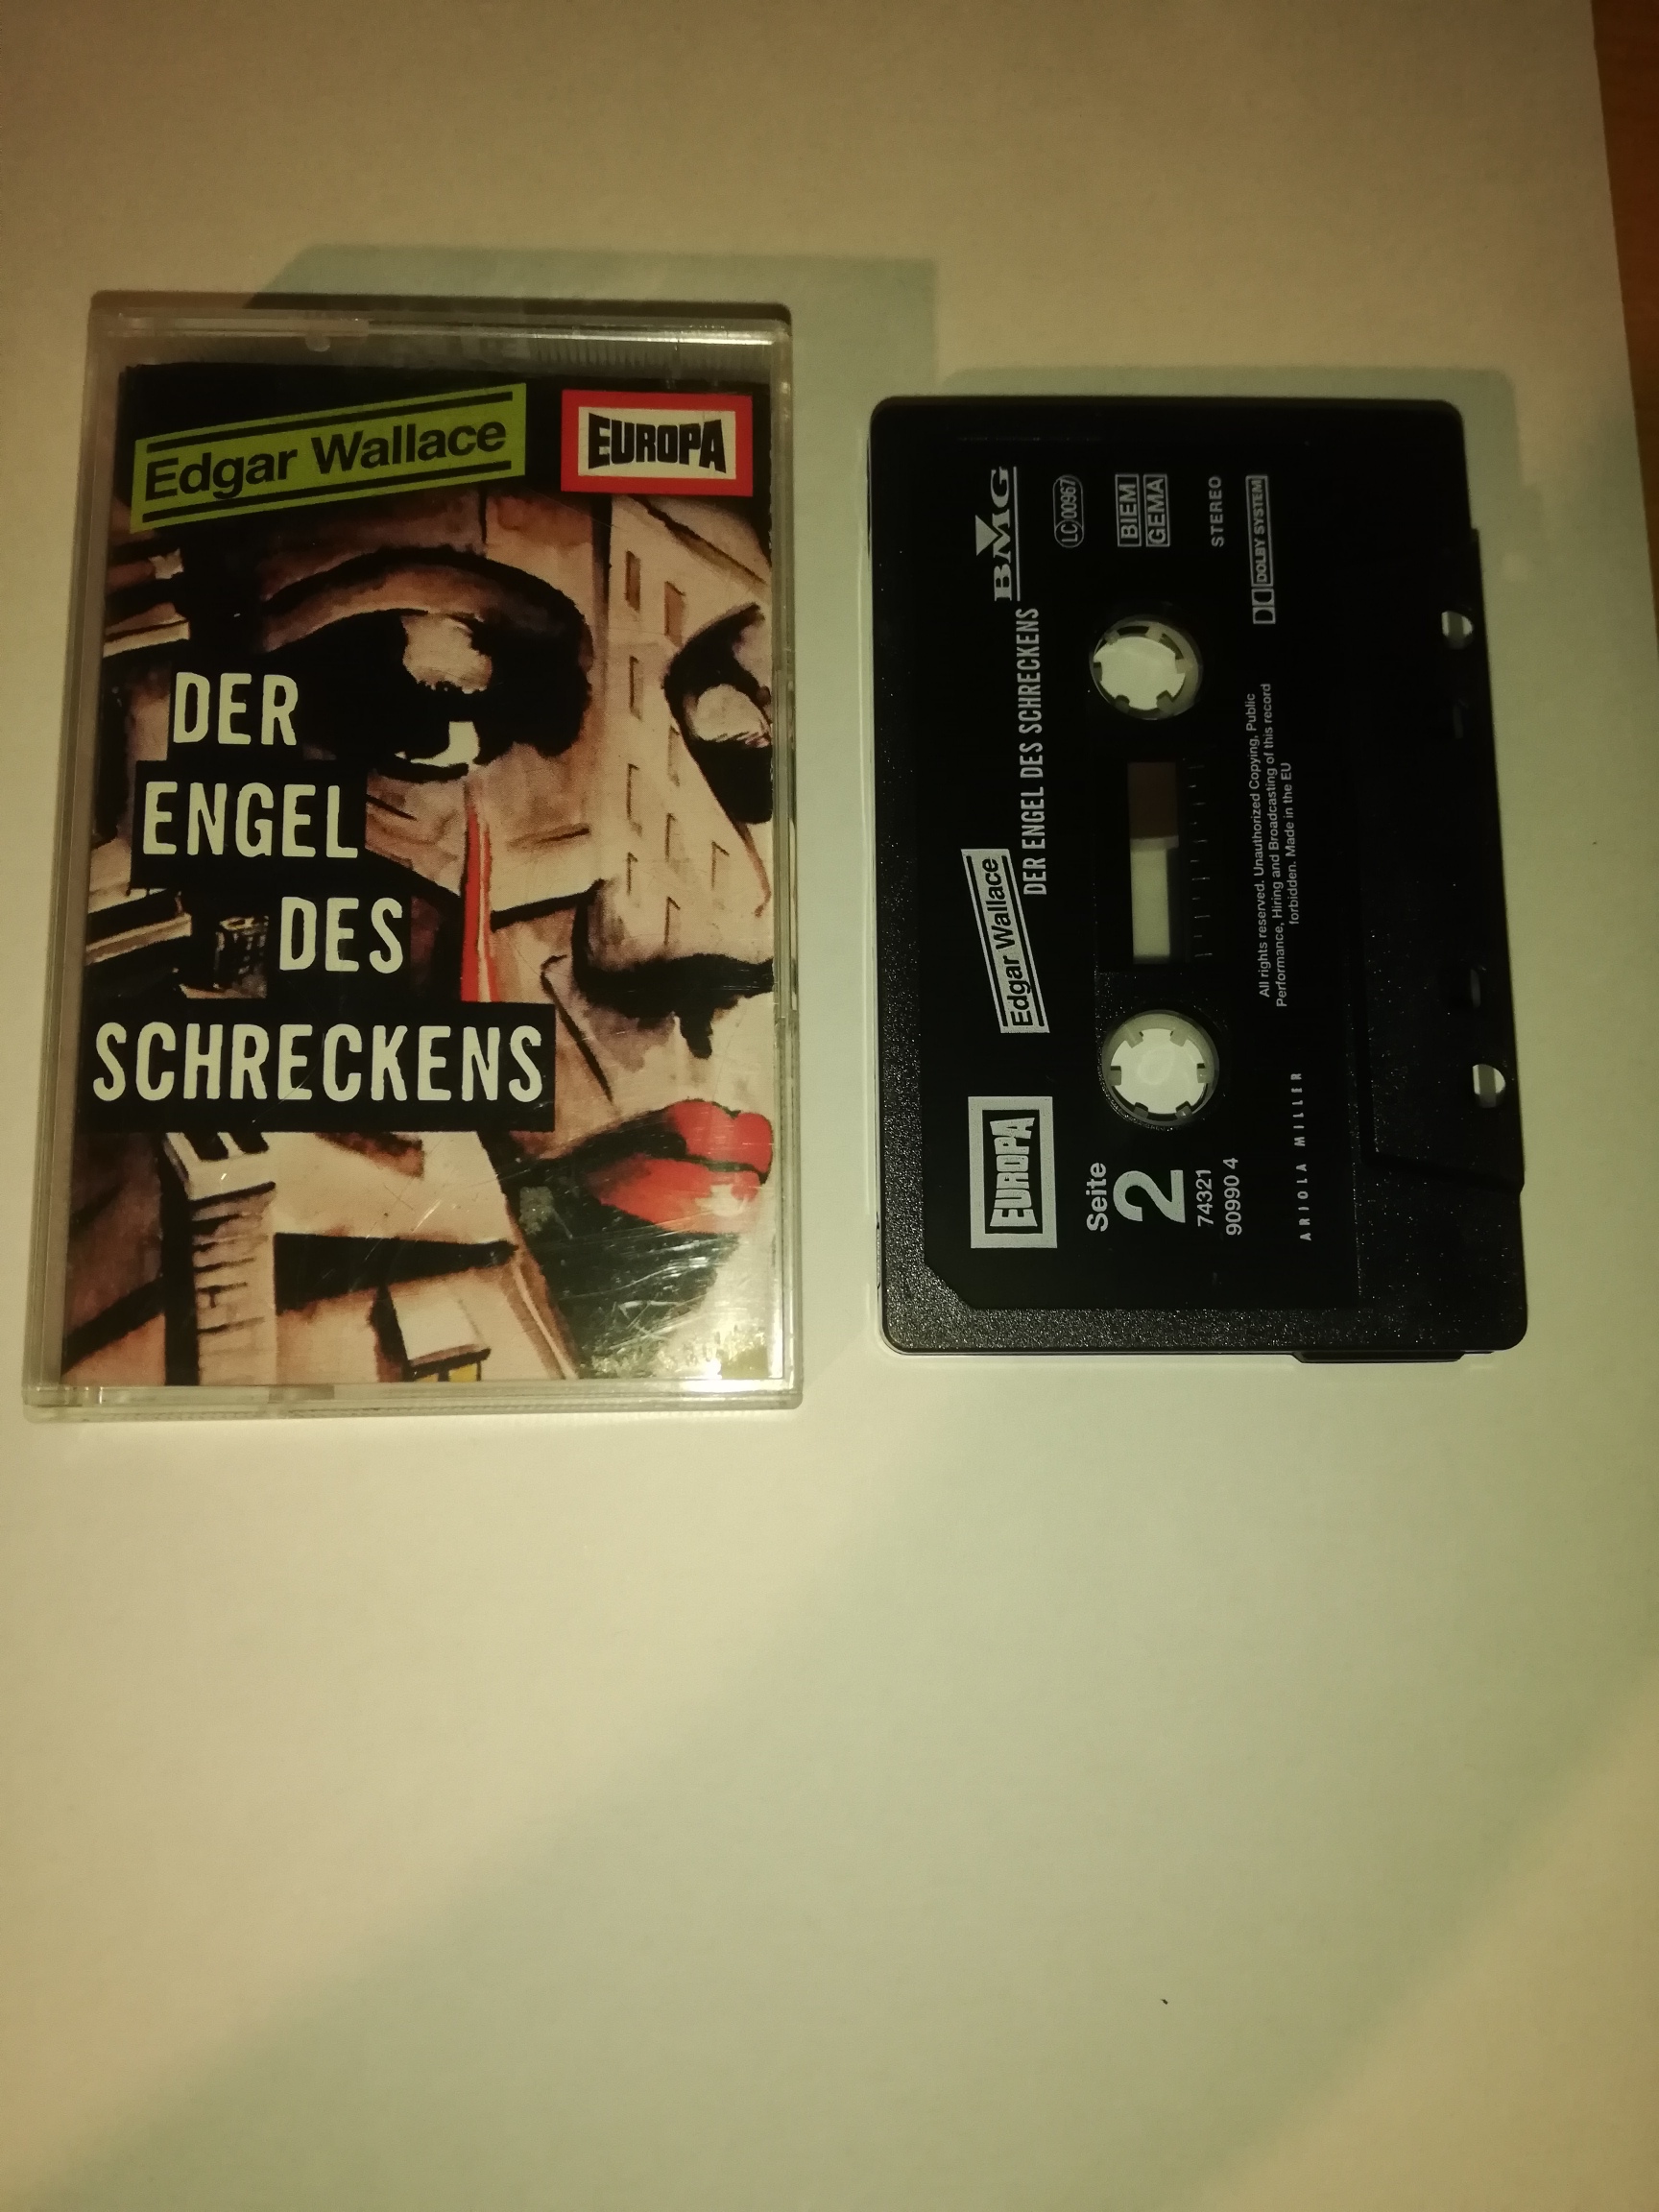 Edgar Wallace
EUROPA
DER
ENGEL
DES
SCHRECKENS
EUROPA
Edgar Wallace
DER ENGEL DES SCHRECKENS
BMG
LC 00967
BIEM
GEMA
STEREO
DOLBY SYSTEM
Seite
2
74321
90990 4
All rights reserved. Unauthorized Copying, Public
Performance, Hiring and Broadcasting of this record
forbidden. Made in the EU
ARIOLA MILLER